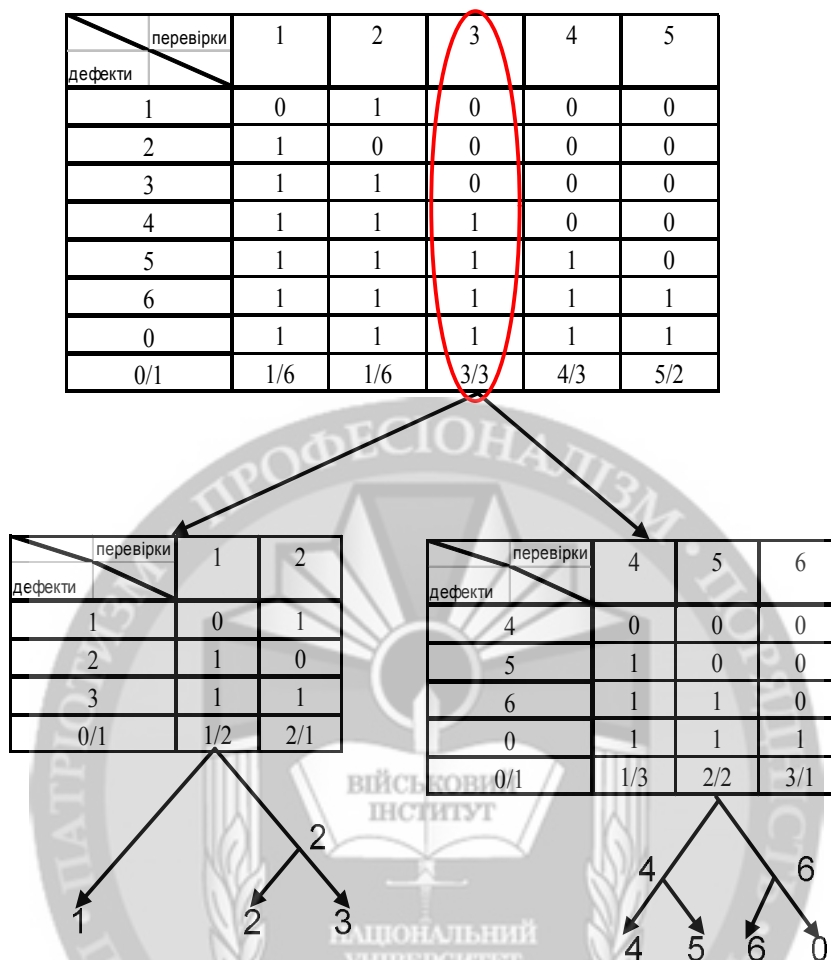 перевірки 1 2 3 4 5
дефекти
1 0 1 0 0 0
2 1 0 0 0 0
3 1 1 0 0 0
4 1 1 1 0 0
5 1 1 1 1 0
6 1 1 1 1 1
0 1 1 1 1 1
0/1 1/6 1/6 3/3 4/3 5/2
ПАТРІОТИЗМ • ПРОФЕСІОНАЛІЗМ • ПОРЯДНІСТЬ
перевірки 1 2
дефекти
1 0 1
2 1 0
3 1 1
0/1 1/2 2/1
перевірки 4 5 6
дефекти
4 0 0 0
5 1 0 0
6 1 1 0
0 1 1 1
0/1 1/3 2/2 3/1
ВІЙСЬКОВИЙ
ІНСТИТУТ
2
4 6
1 2 3
4 5 6 0
НАЦІОНАЛЬНИЙ